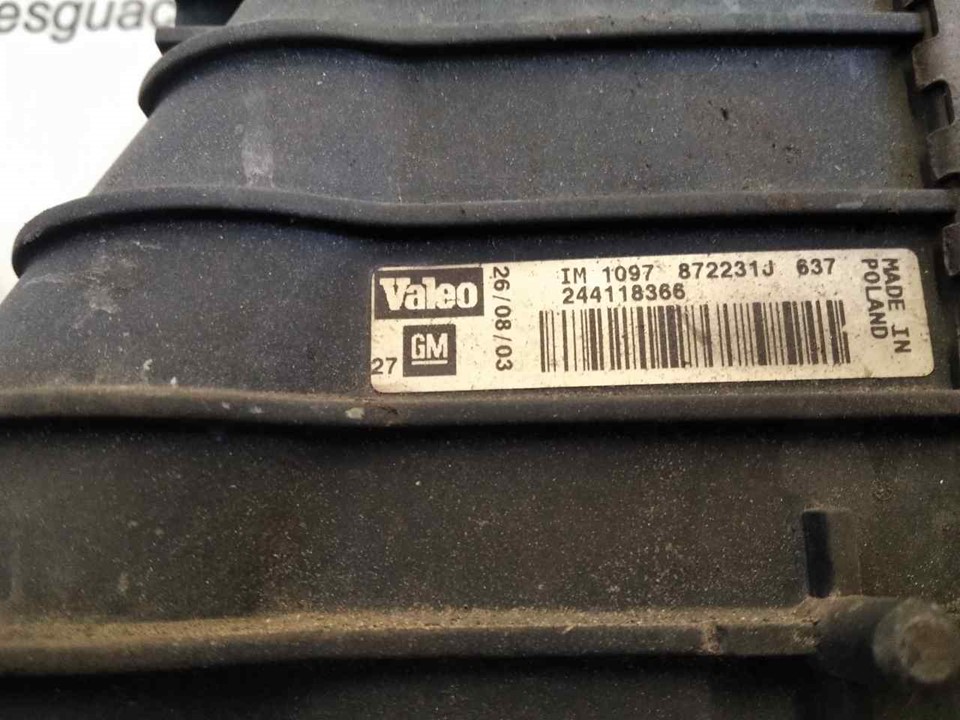 esguac
Valeo
GM
27
26/08/03
IM 1097 872231J 637
244118366
MADE IN
POLAND